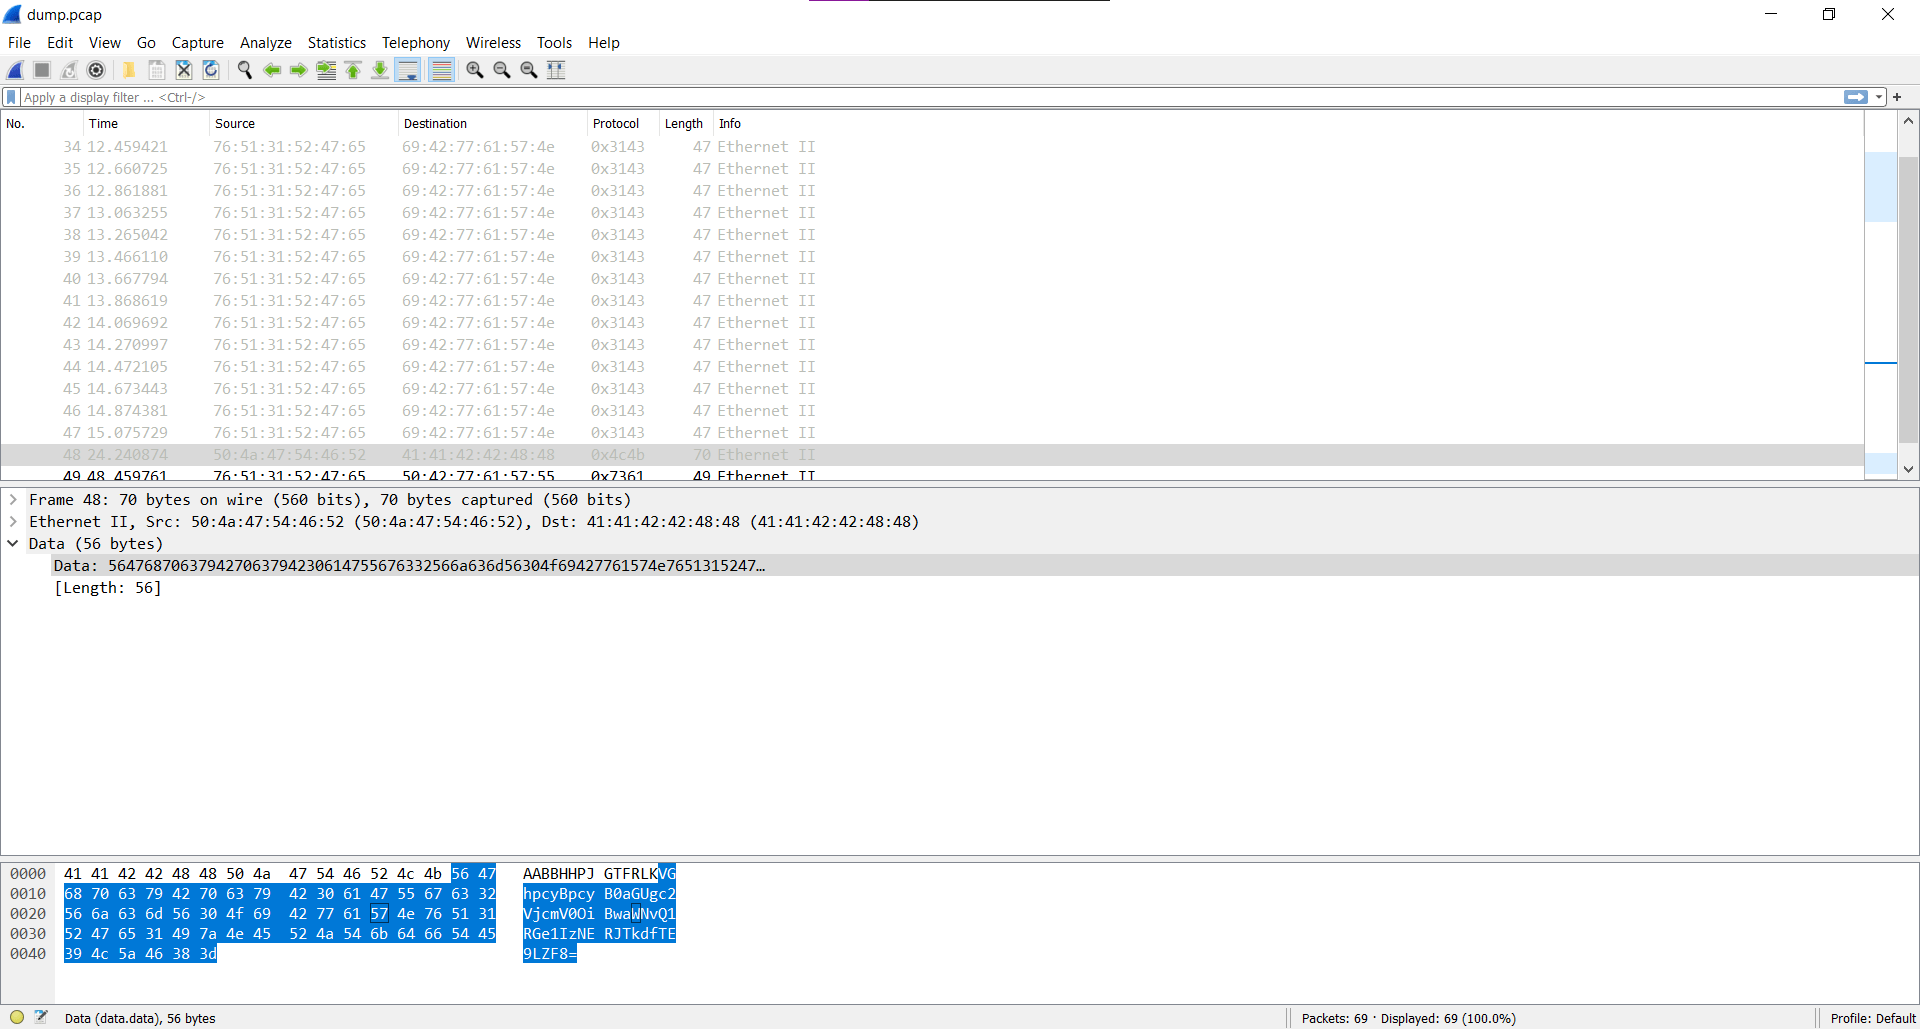 dump.pcap
File Edit View Go Capture Analyze Statistics Telephony Wireless Tools Help
Apply a display filter ... <Ctrl-/>
No. Time Source Destination Protocol Length Info
34 12.459421 76:51:31:52:47:65 69:42:77:61:57:4e 0x3143 47 Ethernet II
35 12.660725 76:51:31:52:47:65 69:42:77:61:57:4e 0x3143 47 Ethernet II
36 12.861881 76:51:31:52:47:65 69:42:77:61:57:4e 0x3143 47 Ethernet II
37 13.063255 76:51:31:52:47:65 69:42:77:61:57:4e 0x3143 47 Ethernet II
38 13.265042 76:51:31:52:47:65 69:42:77:61:57:4e 0x3143 47 Ethernet II
39 13.466110 76:51:31:52:47:65 69:42:77:61:57:4e 0x3143 47 Ethernet II
40 13.667794 76:51:31:52:47:65 69:42:77:61:57:4e 0x3143 47 Ethernet II
41 13.868619 76:51:31:52:47:65 69:42:77:61:57:4e 0x3143 47 Ethernet II
42 14.069692 76:51:31:52:47:65 69:42:77:61:57:4e 0x3143 47 Ethernet II
43 14.270997 76:51:31:52:47:65 69:42:77:61:57:4e 0x3143 47 Ethernet II
44 14.472105 76:51:31:52:47:65 69:42:77:61:57:4e 0x3143 47 Ethernet II
45 14.673443 76:51:31:52:47:65 69:42:77:61:57:4e 0x3143 47 Ethernet II
46 14.874381 76:51:31:52:47:65 69:42:77:61:57:4e 0x3143 47 Ethernet II
47 15.075729 76:51:31:52:47:65 69:42:77:61:57:4e 0x3143 47 Ethernet II
48 24.240874 50:4a:47:54:46:52 41:41:42:42:48:48 0x4c4b 70 Ethernet II
49 48.459761 76:51:31:52:47:65 50:42:77:61:57:55 0x7361 49 Ethernet II
Frame 48: 70 bytes on wire (560 bits), 70 bytes captured (560 bits)
Ethernet II, Src: 50:4a:47:54:46:52 (50:4a:47:54:46:52), Dst: 41:41:42:42:48:48 (41:41:42:42:48:48)
Data (56 bytes)
Data: 564768706379427063794230614755676332566a636d56304f69427761574e7651315247…
[Length: 56]
0000 41 41 42 42 48 48 50 4a 47 54 46 52 4c 4b 56 47 AABBHHPJ GTFRLKVG
0010 68 70 63 79 42 70 63 79 42 30 61 47 55 67 63 32 hpcyBpcy B0aGUgc2
0020 56 6a 63 6d 56 30 4f 69 42 77 61 57 4e 76 51 31 VjcmV0Oi BwaWNvQ1
0030 52 47 65 31 49 7a 4e 45 52 4a 54 6b 64 66 54 45 RGe1IzNE RJTkdfTE
0040 39 4c 5a 46 38 3d 9LZF8=
Data (data.data), 56 bytes Packets: 69 · Displayed: 69 (100.0%) Profile: Default